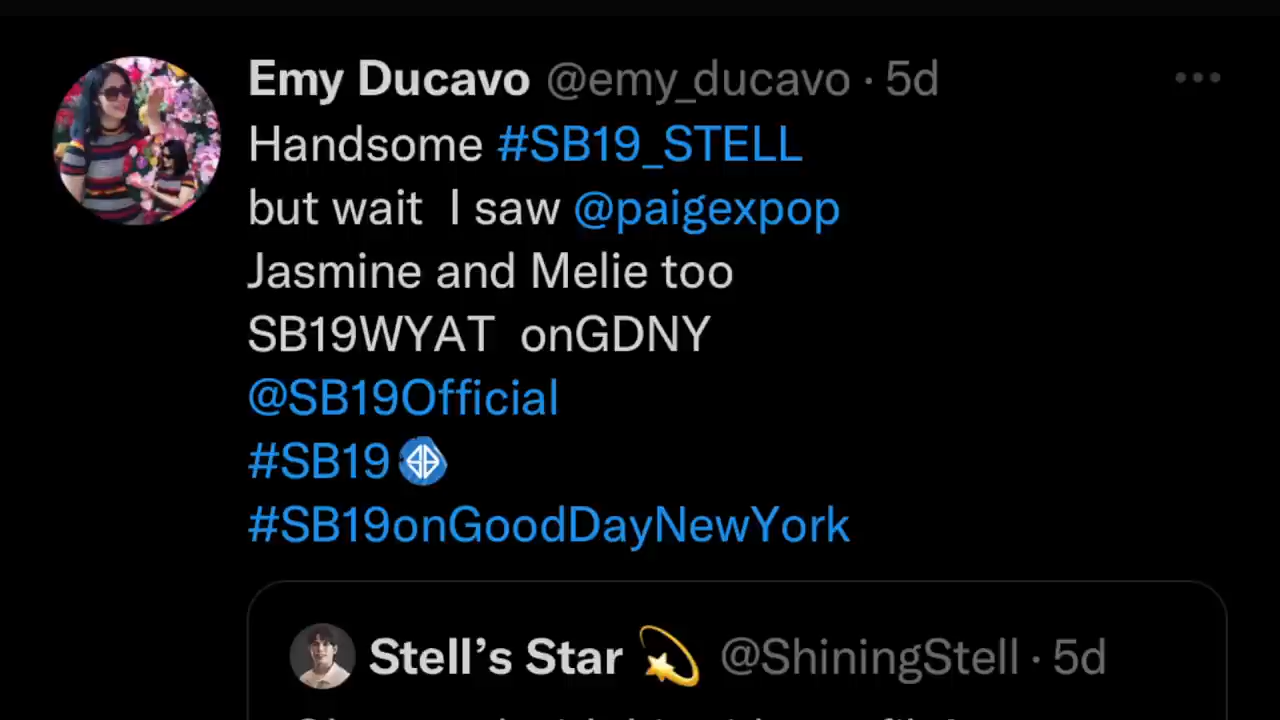 Emy Ducavo @emy_ducavo · 5d
Handsome #SB19_STELL
but wait I saw @paigexpop
Jasmine and Melie too
SB19WYAT onGDNY
@SB19Official
#SB19
#SB19onGoodDayNewYork
Stell's Star 💫 @ShiningStell · 5d